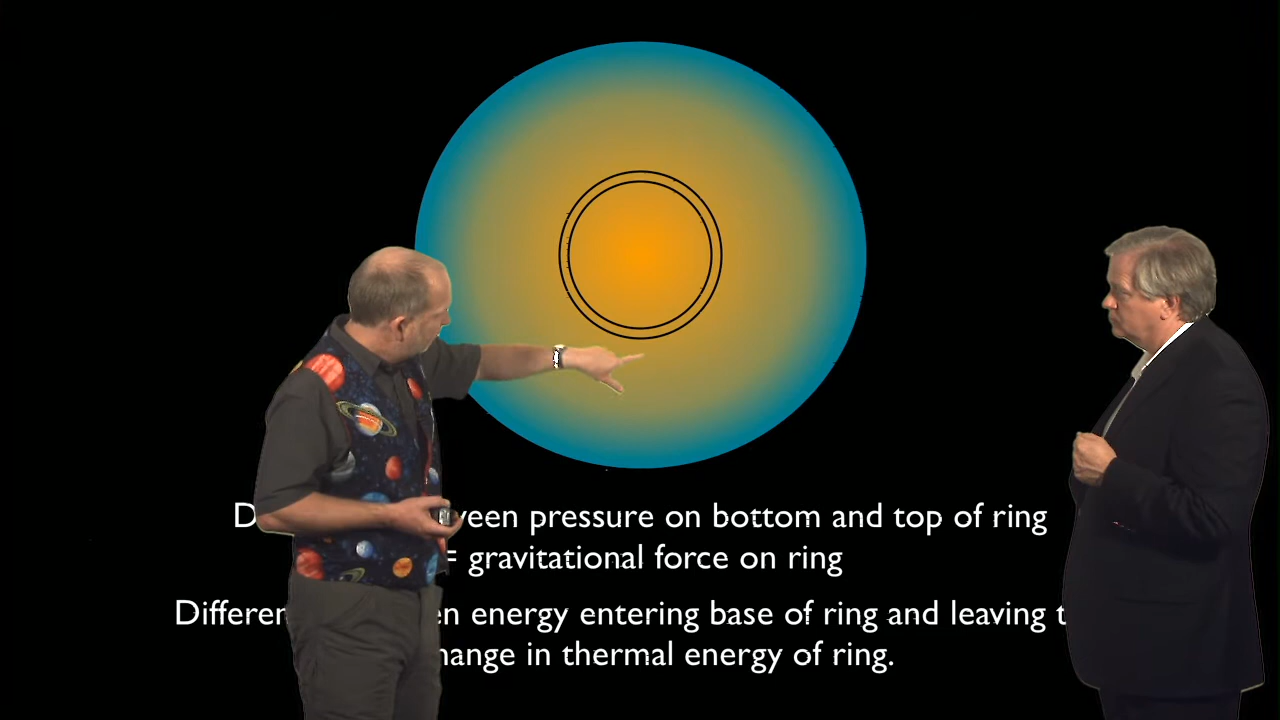 D veen pressure on bottom and top of ring
= gravitational force on ring
Differen en energy entering base of ring and leaving t
hange in thermal energy of ring.